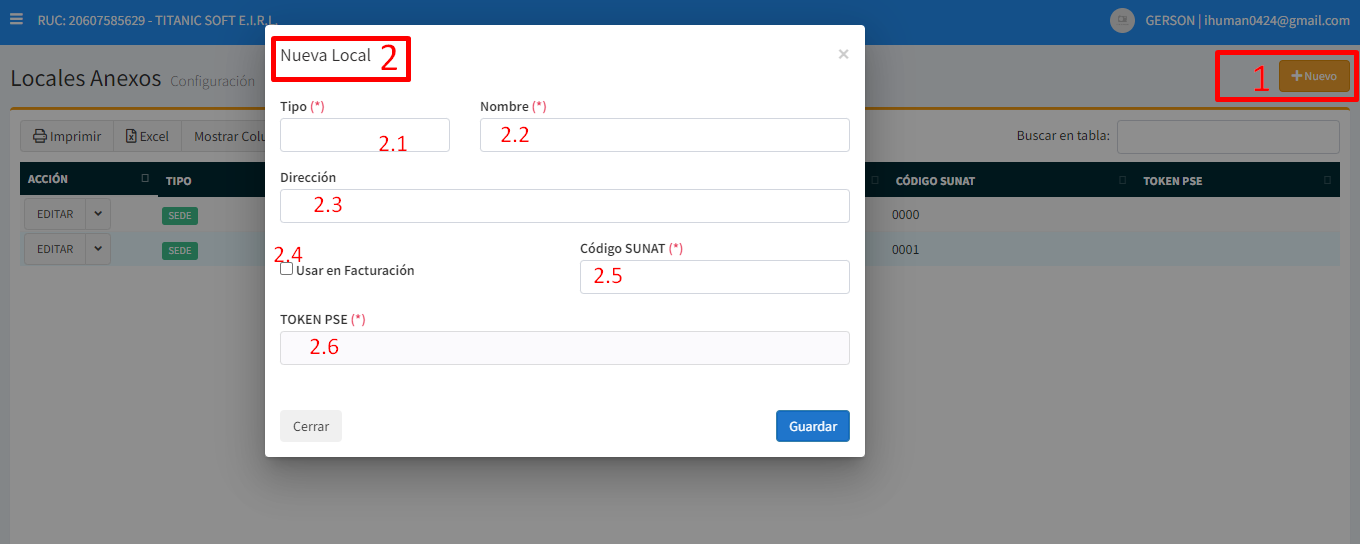 RUC: 20607585629 - TITANIC SOFT E.I.R.L.
GERSON | ihuman0424@gmail.com
Nueva Local 2
×
Locales Anexos Configuración
1 Nuevo
Tipo (*)
Nombre (*)
2.1
2.2
Imprimir
Excel
Mostrar Colu
Buscar en tabla:
ACCIÓN
TIPO
CÓDIGO SUNAT
TOKEN PSE
Dirección
2.3
EDITAR
SEDE
0000
EDITAR
SEDE
0001
2.4
Usar en Facturación
Código SUNAT (*)
2.5
TOKEN PSE (*)
2.6
Cerrar
Guardar